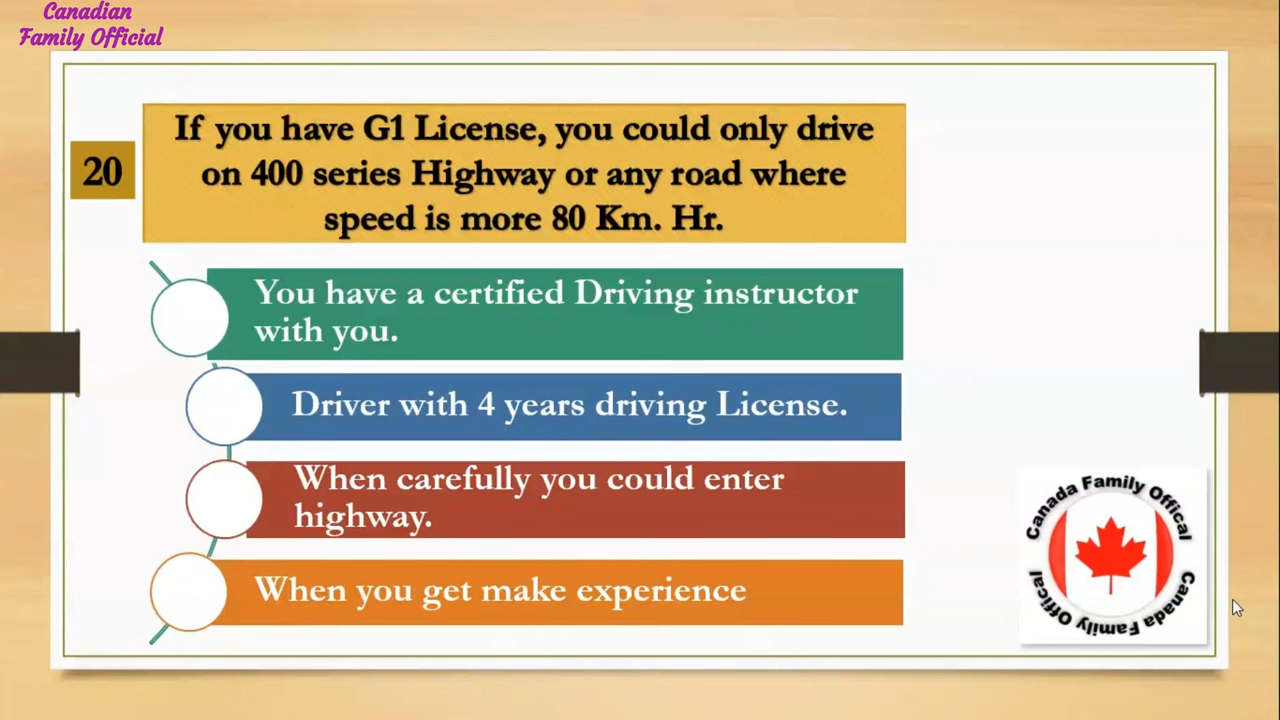 Canadian
Family Official
20
If you have G1 License, you could only drive
on 400 series Highway or any road where
speed is more 80 Km. Hr.
You have a certified Driving instructor
with you.
Driver with 4 years driving License.
When carefully you could enter
highway.
When you get make experience
Canada Family Offical
Canada Family Offical